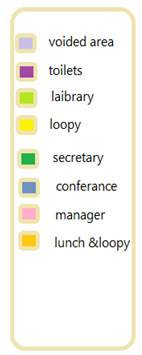 voided area
toilets
laibrary
loopy
secretary
conferance
manager
lunch &loopy